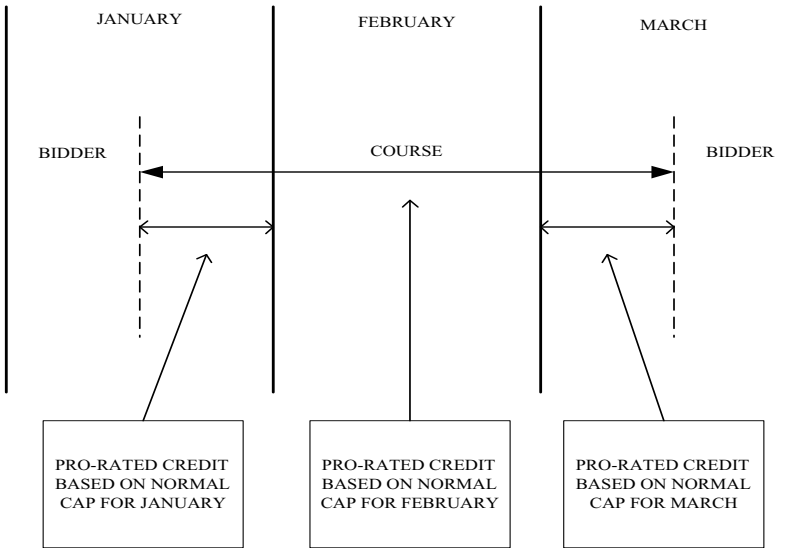 JANUARY
FEBRUARY
MARCH
BIDDER
COURSE
BIDDER
PRO-RATED CREDIT
BASED ON NORMAL
CAP FOR JANUARY
PRO-RATED CREDIT
BASED ON NORMAL
CAP FOR FEBRUARY
PRO-RATED CREDIT
BASED ON NORMAL
CAP FOR MARCH